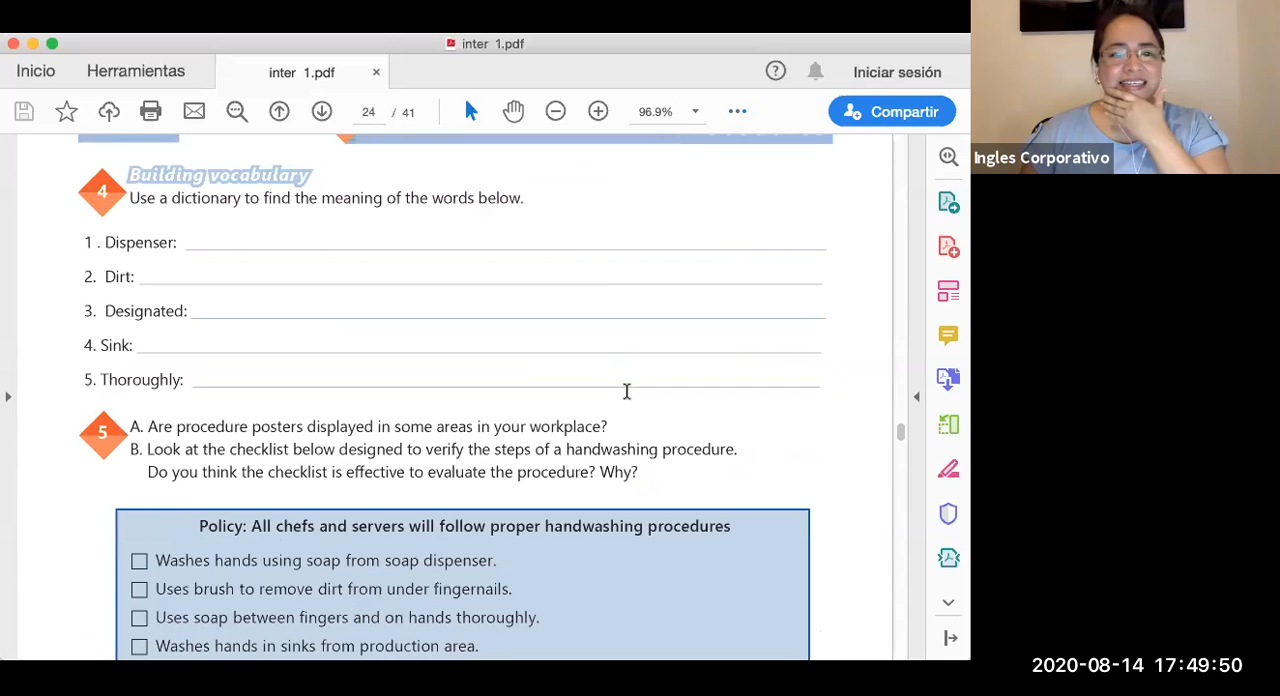 inter 1.pdf
Inicio
Herramientas
inter 1.pdf
×
Iniciar sesión
24 / 41
96.9%
Compartir
Ingles Corporativo
4
Building vocabulary
Use a dictionary to find the meaning of the words below.
1 . Dispenser:
2. Dirt:
3. Designated:
4. Sink:
5. Thoroughly:
5
A. Are procedure posters displayed in some areas in your workplace?
B. Look at the checklist below designed to verify the steps of a handwashing procedure.
Do you think the checklist is effective to evaluate the procedure? Why?
Policy: All chefs and servers will follow proper handwashing procedures
Washes hands using soap from soap dispenser.
Uses brush to remove dirt from under fingernails.
Uses soap between fingers and on hands thoroughly.
Washes hands in sinks from production area.
2020-08-14 17:49:50